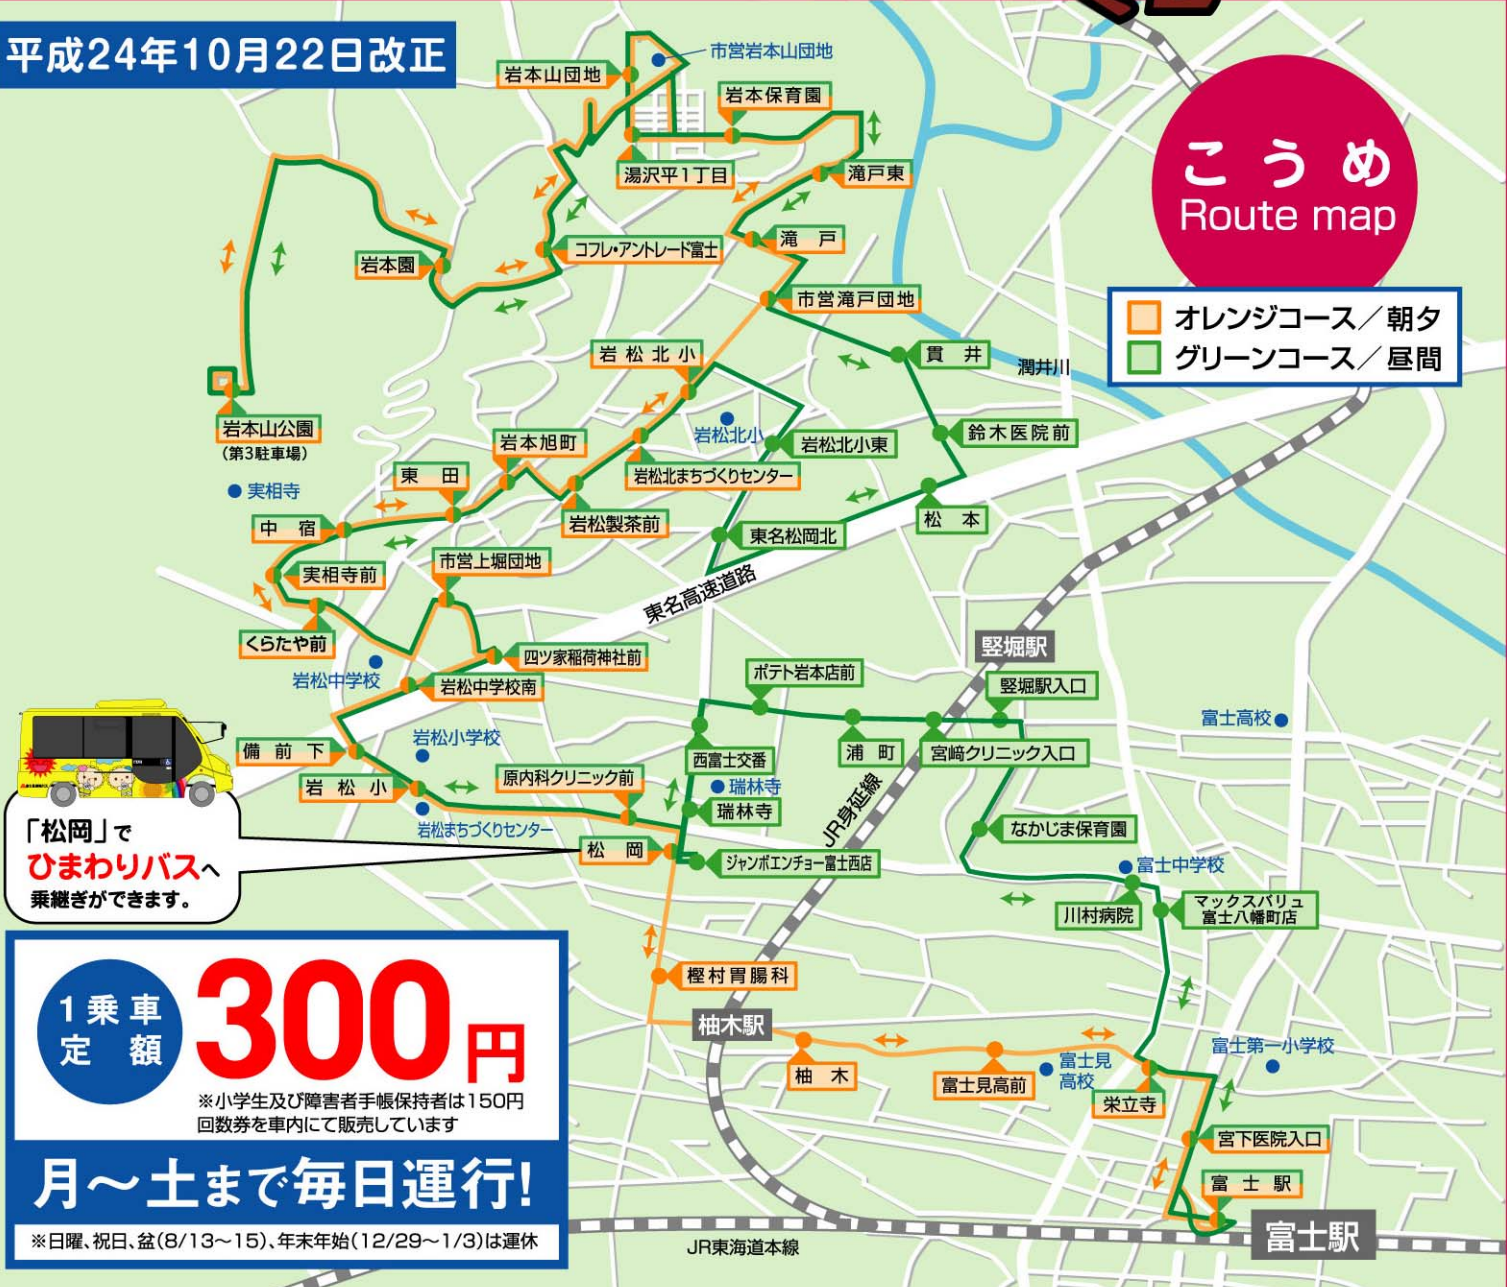 平成24年10月22日改正
こうめ
Route map
オレンジコース／朝夕
グリーンコース／昼間
市営岩本山団地
岩本山団地
岩本保育園
湯沢平1丁目
滝戸東
滝戸
コフレ・アントレード富士
岩本園
市営滝戸団地
貫井
潤井川
岩松北小
岩松北小
岩松北小東
鈴木医院前
岩本山公園
(第3駐車場)
実相寺
岩本旭町
東田
岩松北まちづくりセンター
岩松製茶前
松本
東名松岡北
中宿
実相寺前
市営上堀団地
東名高速道路
くらたや前
四ツ家稲荷神社前
岩松中学校
岩松中学校南
竪堀駅
ポテト岩本店前
竪堀駅入口
富士高校
備前下
岩松小学校
西富士交番
浦町
宮﨑クリニック入口
岩松小
原内科クリニック前
瑞林寺
瑞林寺
JR身延線
岩松まちづくりセンター
なかじま保育園
「松岡」で
ひまわりバスへ
乗継ぎができます。
松岡
ジャンボエンチョー富士西店
富士中学校
川村病院
マックスバリュ
富士八幡町店
樫村胃腸科
柚木駅
柚木
富士見高前
富士見
高校
富士第一小学校
栄立寺
宮下医院入口
富士駅
富士駅
JR東海道本線
1乗車
定額
300円
※小学生及び障害者手帳保持者は150円
回数券を車内にて販売しています
月～土まで毎日運行!
※日曜、祝日、盆(8/13～15)、年末年始(12/29～1/3)は運休